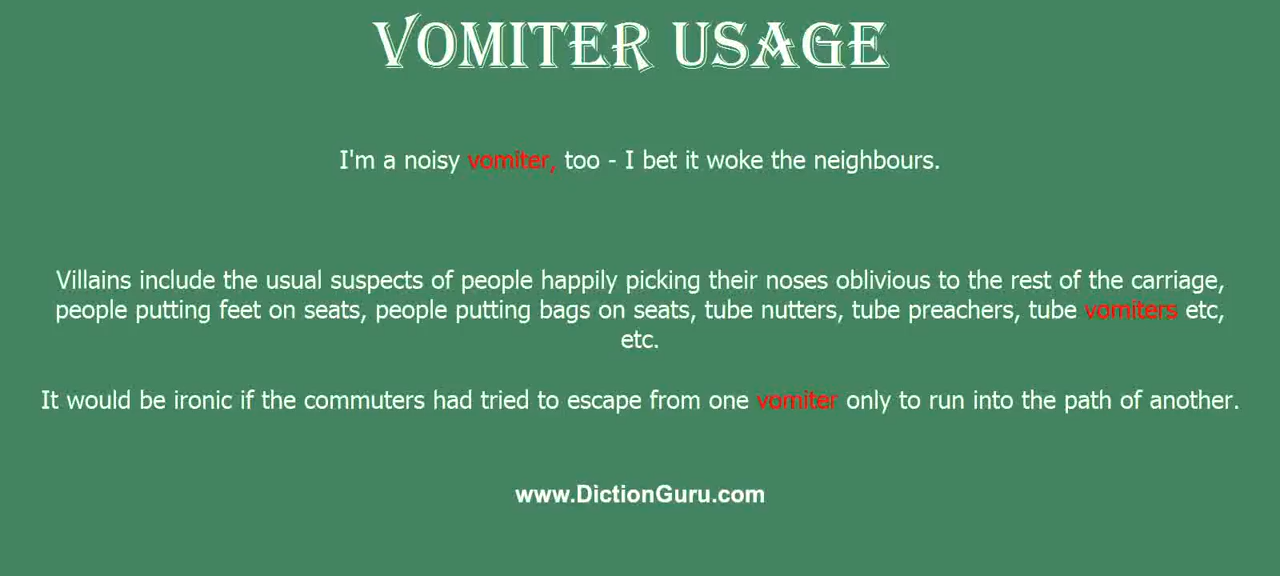 VOMITER USAGE
I'm a noisy vomiter, too - I bet it woke the neighbours.
Villains include the usual suspects of people happily picking their noses oblivious to the rest of the carriage,
people putting feet on seats, people putting bags on seats, tube nutters, tube preachers, tube vomiters etc,
etc.
It would be ironic if the commuters had tried to escape from one vomiter only to run into the path of another.
www.DictionGuru.com